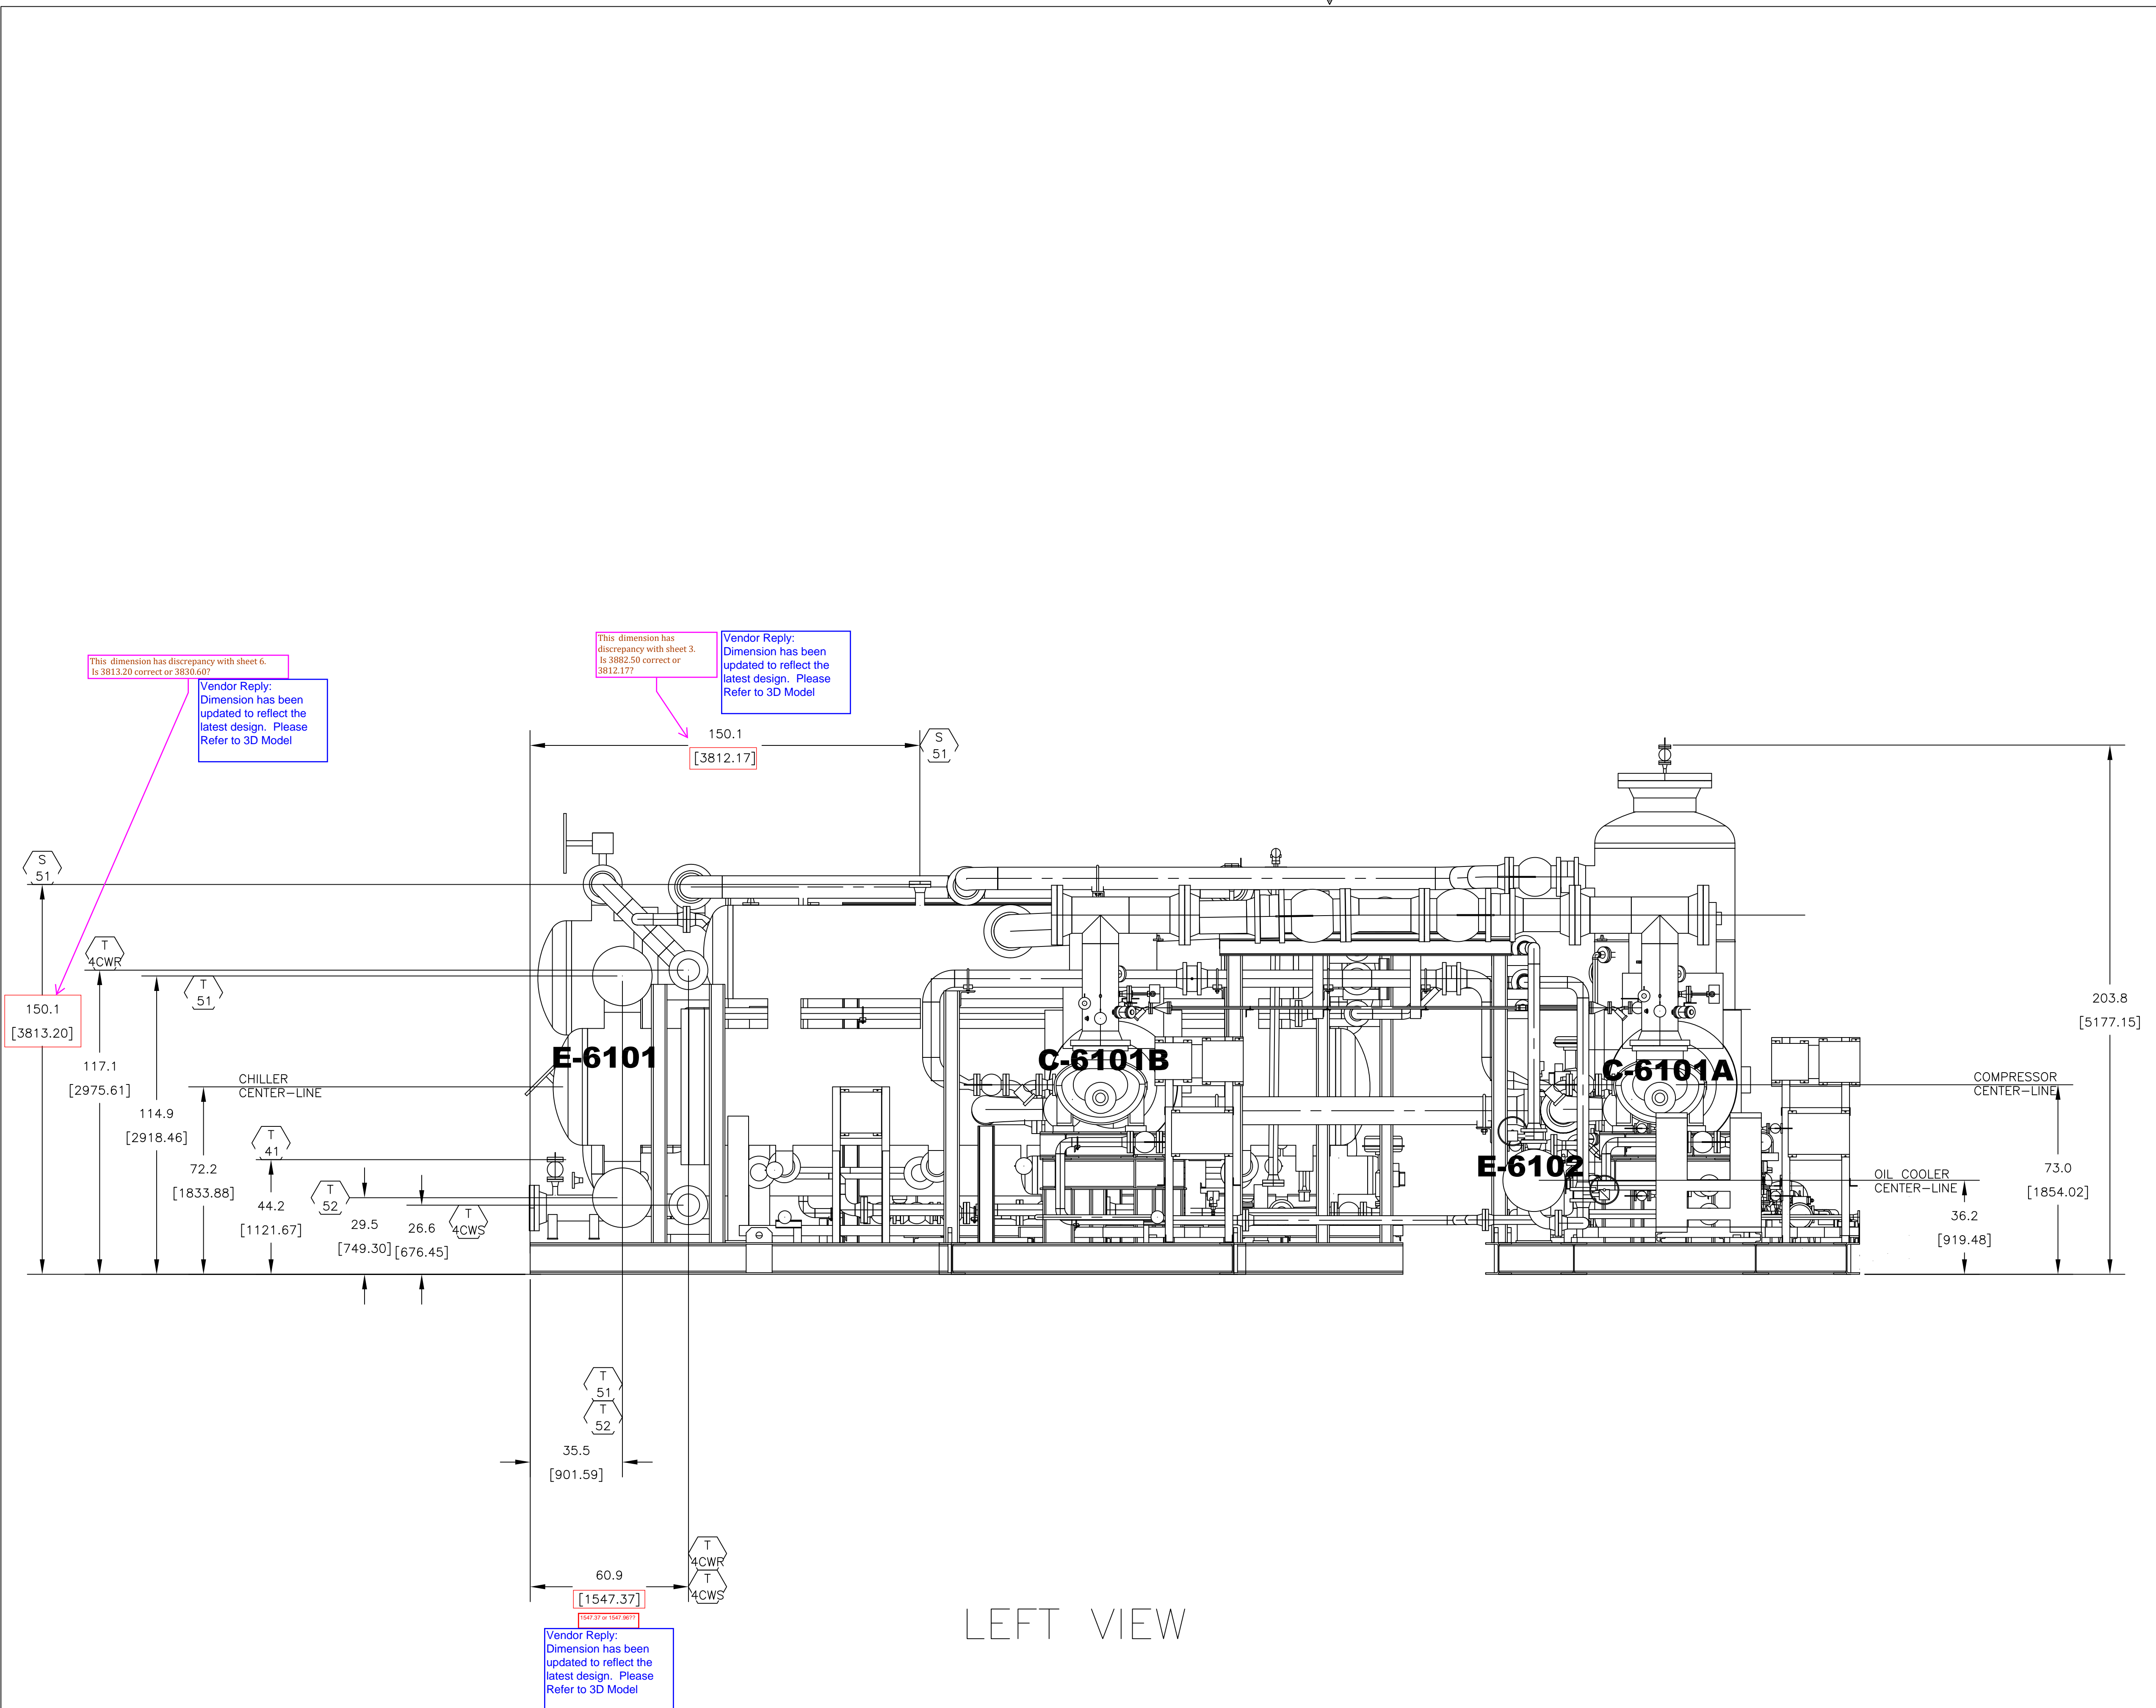 This dimension has
discrepancy with sheet 3.
Is 3882.50 correct or
3812.17?
Vendor Reply:
Dimension has been
updated to reflect the
latest design. Please
Refer to 3D Model
This dimension has discrepancy with sheet 6.
Is 3813.20 correct or 3830.60?
Vendor Reply:
Dimension has been
updated to reflect the
latest design. Please
Refer to 3D Model
150.1
[3812.17]
S
51
S
51
T
4CWR
T
51
150.1
[3813.20]
117.1
[2975.61]
114.9
[2918.46]
CHILLER
CENTER-LINE
72.2
[1833.88]
T
41
44.2
[1121.67]
T
52
29.5
[749.30]
26.6
[676.45]
T
4CWS
E-6101
C-6101B
C-6101A
E-6102
203.8
[5177.15]
COMPRESSOR
CENTER-LINE
73.0
[1854.02]
OIL COOLER
CENTER-LINE
36.2
[919.48]
T
51
T
52
35.5
[901.59]
T
4CWR
T
4CWS
60.9
[1547.37]
1547.37 or 1547.96??
Vendor Reply:
Dimension has been
updated to reflect the
latest design. Please
Refer to 3D Model
LEFT VIEW